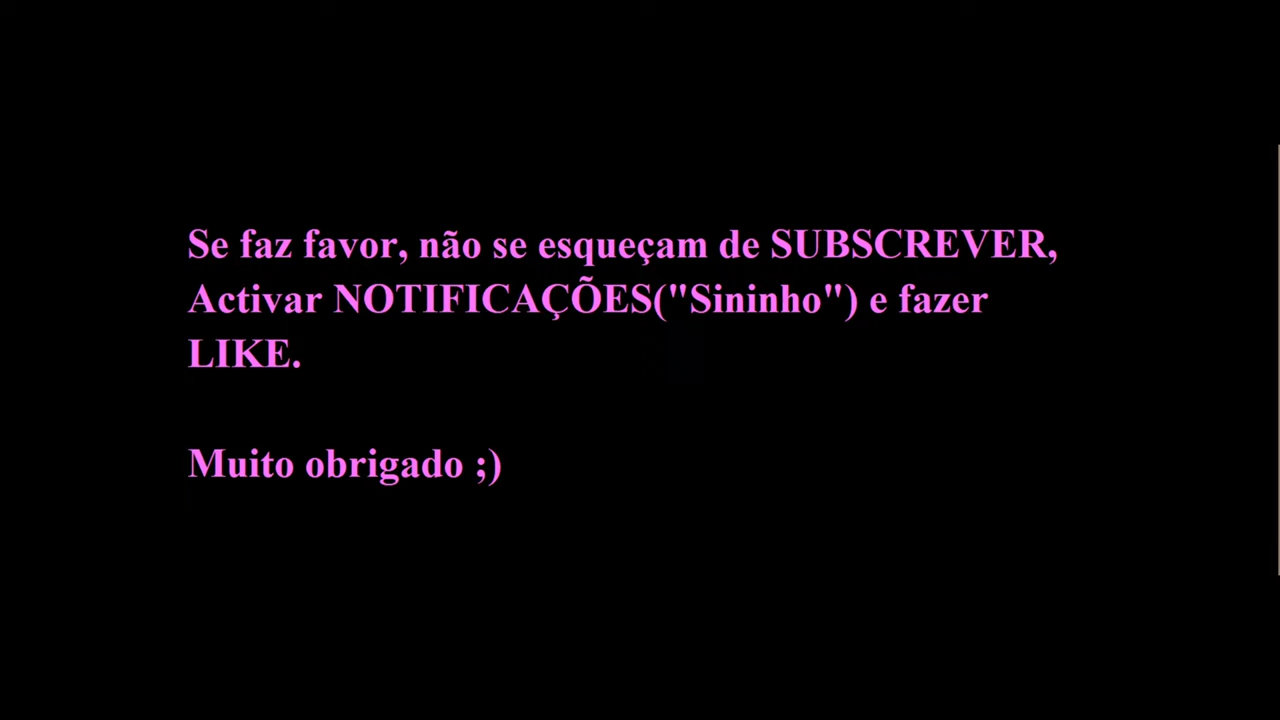 Se faz favor, não se esqueçam de SUBSCREVER,
Activar NOTIFICAÇÕES("Sininho") e fazer
LIKE.
Muito obrigado ;)